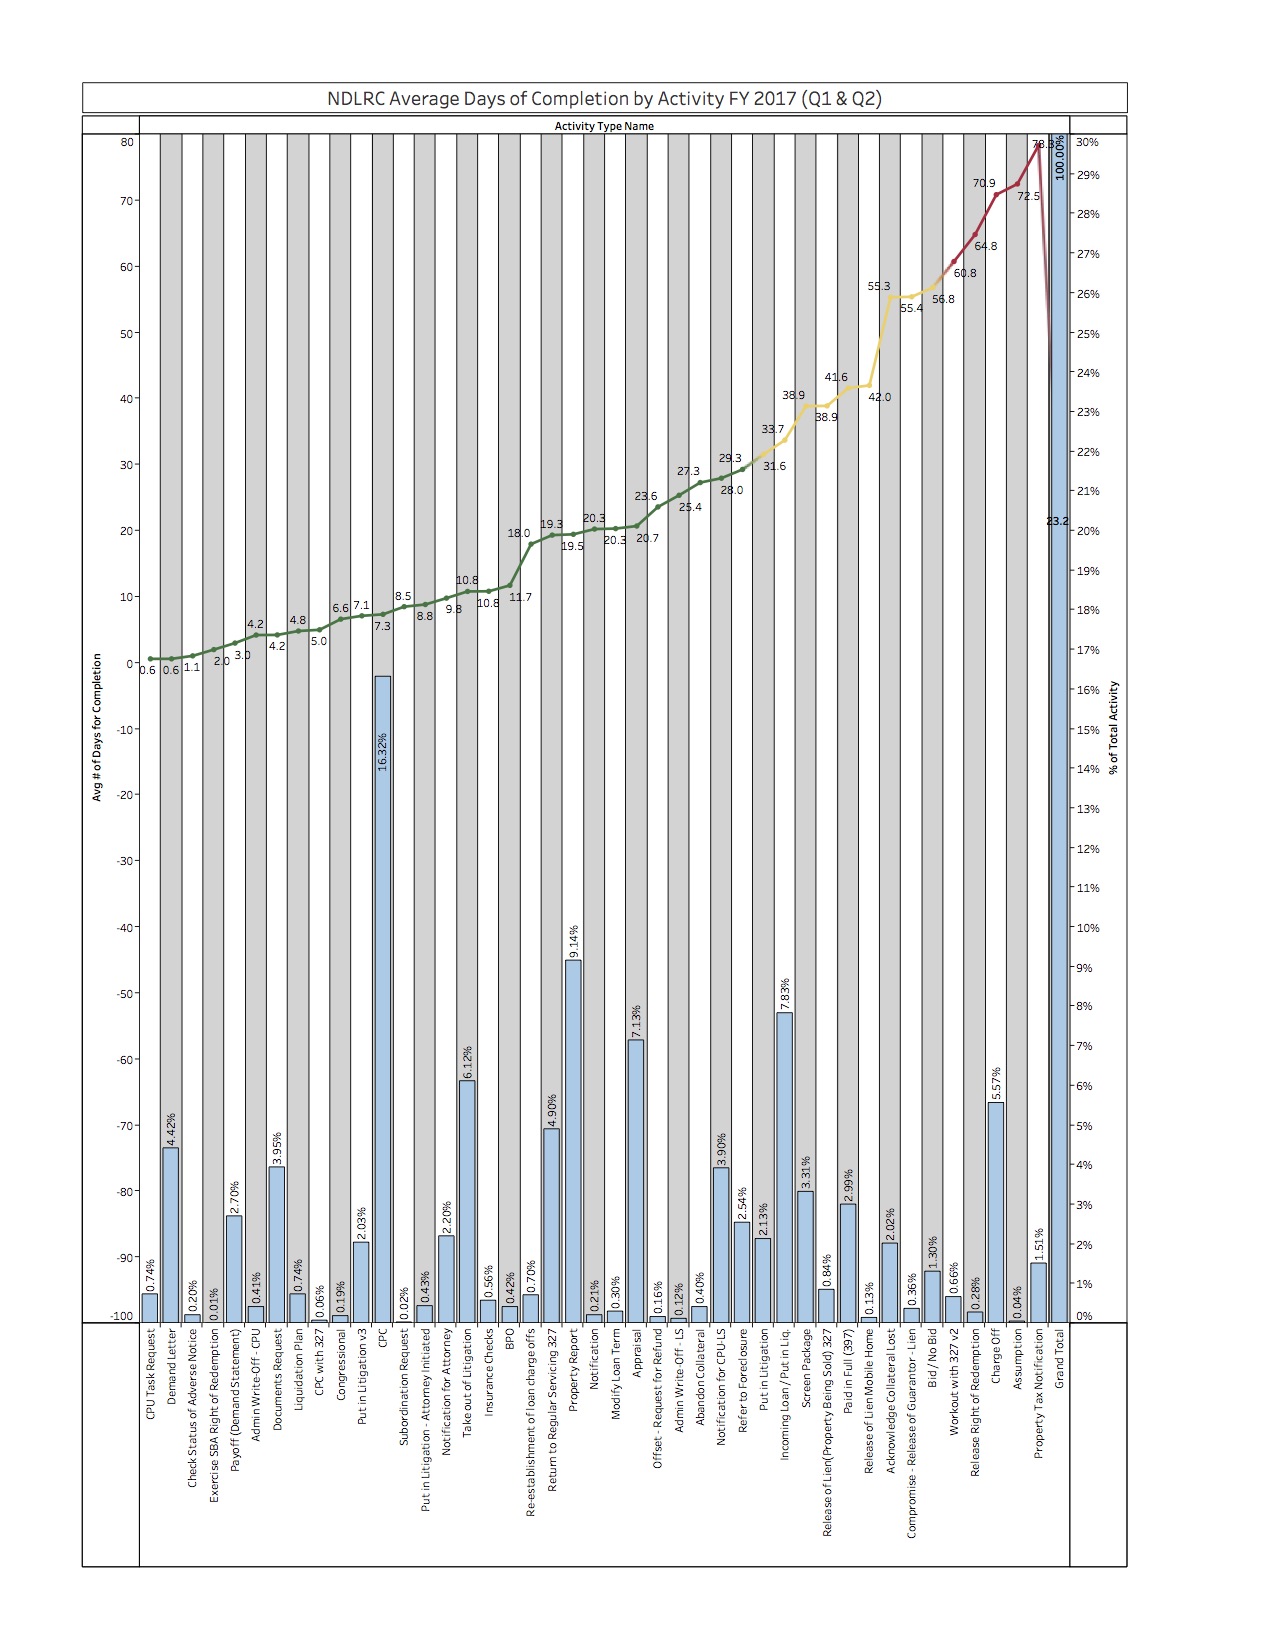 NDLRC Average Days of Completion by Activity FY 2017 (Q1 & Q2)
Activity Type Name
Avg # of Days for Completion
80
70
60
50
40
30
20
10
0
-10
-20
-30
-40
-50
-60
-70
-80
-90
-100
0.6
0.6
1.1
2.0
3.0
4.2
4.2
4.8
5.0
6.6
7.1
7.3
8.5
8.8
9.8
10.8
10.8
11.7
18.0
19.3
19.5
20.3
20.3
20.7
23.6
25.4
27.3
28.0
29.3
31.6
33.7
38.9
38.9
41.6
42.0
55.3
55.4
56.8
60.8
64.8
70.9
72.5
23.2
0.74%
4.42%
0.20%
0.01%
2.70%
0.41%
3.95%
0.74%
0.06%
0.19%
2.03%
16.32%
0.02%
0.43%
2.20%
6.12%
0.56%
0.42%
0.70%
4.90%
9.14%
0.21%
0.30%
7.13%
0.16%
0.12%
0.40%
3.90%
2.54%
2.13%
7.83%
3.31%
0.84%
2.99%
0.13%
2.02%
0.36%
1.30%
0.66%
0.28%
5.57%
0.04%
1.51%
100.00%
30%
29%
28%
27%
26%
25%
24%
23%
22%
21%
20%
19%
18%
17%
16%
15%
14%
13%
12%
11%
10%
9%
8%
7%
6%
5%
4%
3%
2%
1%
0%
% of Total Activity
CPU Task Request
Demand Letter
Check Status of Adverse Notice
Exercise SBA Right of Redemption
Payoff (Demand Statement)
Admin Write-Off - CPU
Documents Request
Liquidation Plan
CPC with 327
Congressional
Put in Litigation v3
CPC
Subordination Request
Put in Litigation - Attorney Initiated
Notification for Attorney
Take out of Litigation
Insurance Checks
BPO
Re-establishment of loan charge offs
Return to Regular Servicing 327
Property Report
Notification
Modify Loan Term
Appraisal
Offset - Request for Refund
Admin Write-Off - LS
Abandon Collateral
Notification for CPU-LS
Refer to Foreclosure
Put in Litigation
Incoming Loan / Put in Liq.
Screen Package
Release of Lien(Property Being Sold) 327
Paid in Full (397)
Release of Lien Mobile Home
Acknowledge Collateral Lost
Compromise - Release of Guarantor - Lien
Bid / No Bid
Workout with 327 v2
Release Right of Redemption
Charge Off
Assumption
Property Tax Notification
Grand Total